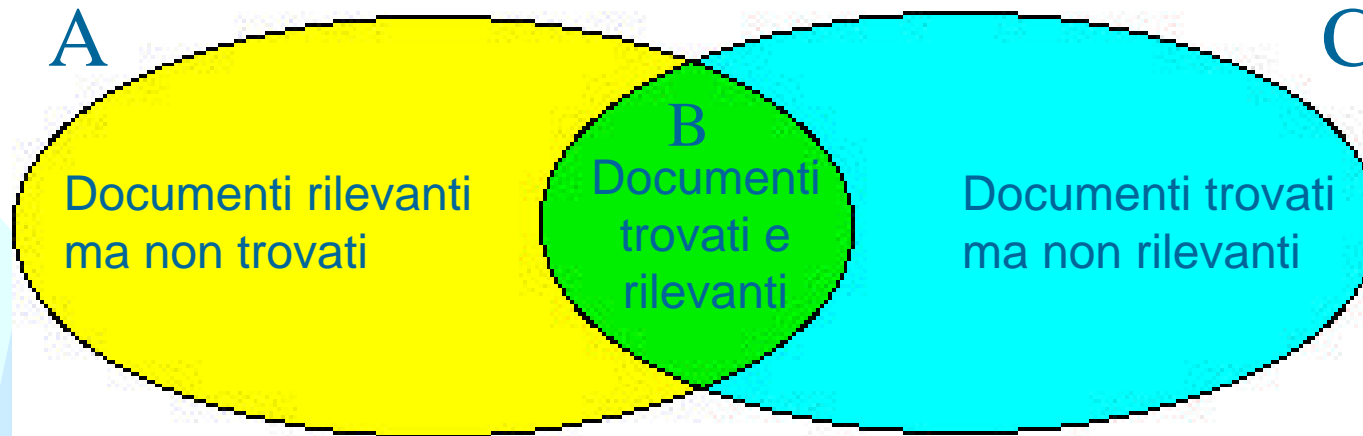 A
C
B
Documenti rilevanti
ma non trovati
Documenti
trovati e
rilevanti
Documenti trovati
ma non rilevanti